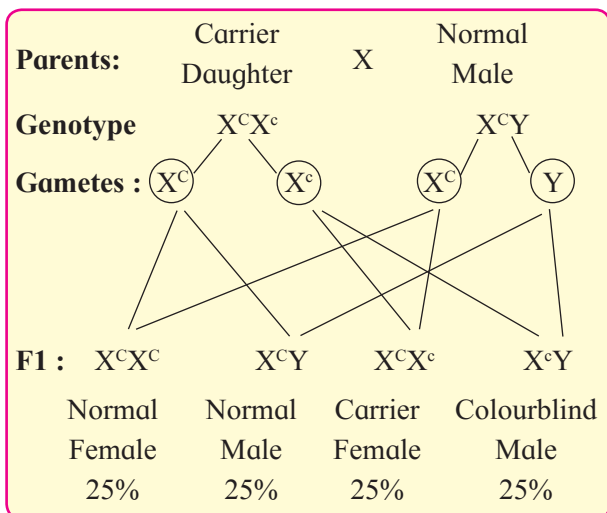 Carrier Normal
Parents: X
Daughter Male
Genotype XᶜXᶜ XᶜY
Gametes : Xᶜ Xᶜ Xᶜ Y
F1 : XᶜXᶜ XᶜY XᶜXᶜ XᶜY
Normal Normal Carrier Colourblind
Female Male Female Male
25% 25% 25% 25%